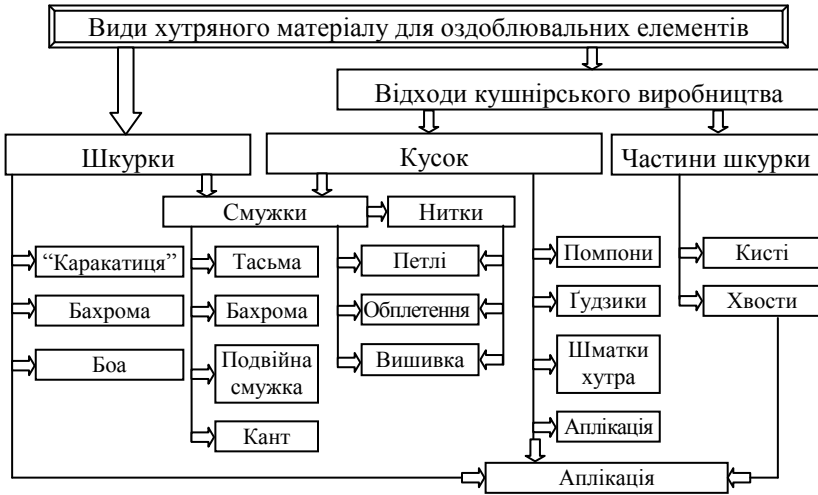 Види хутряного матеріалу для оздоблювальних елементів
Відходи кушнірського виробництва
Шкурки
Кусок
Частини шкурки
Смужки
Нитки
“Каракатиця”
Тасьма
Петлі
Помпони
Кисті
Бахрома
Бахрома
Обплетення
Ґудзики
Хвости
Боа
Подвійна
смужка
Вишивка
Шматки
хутра
Кант
Аплікація
Аплікація